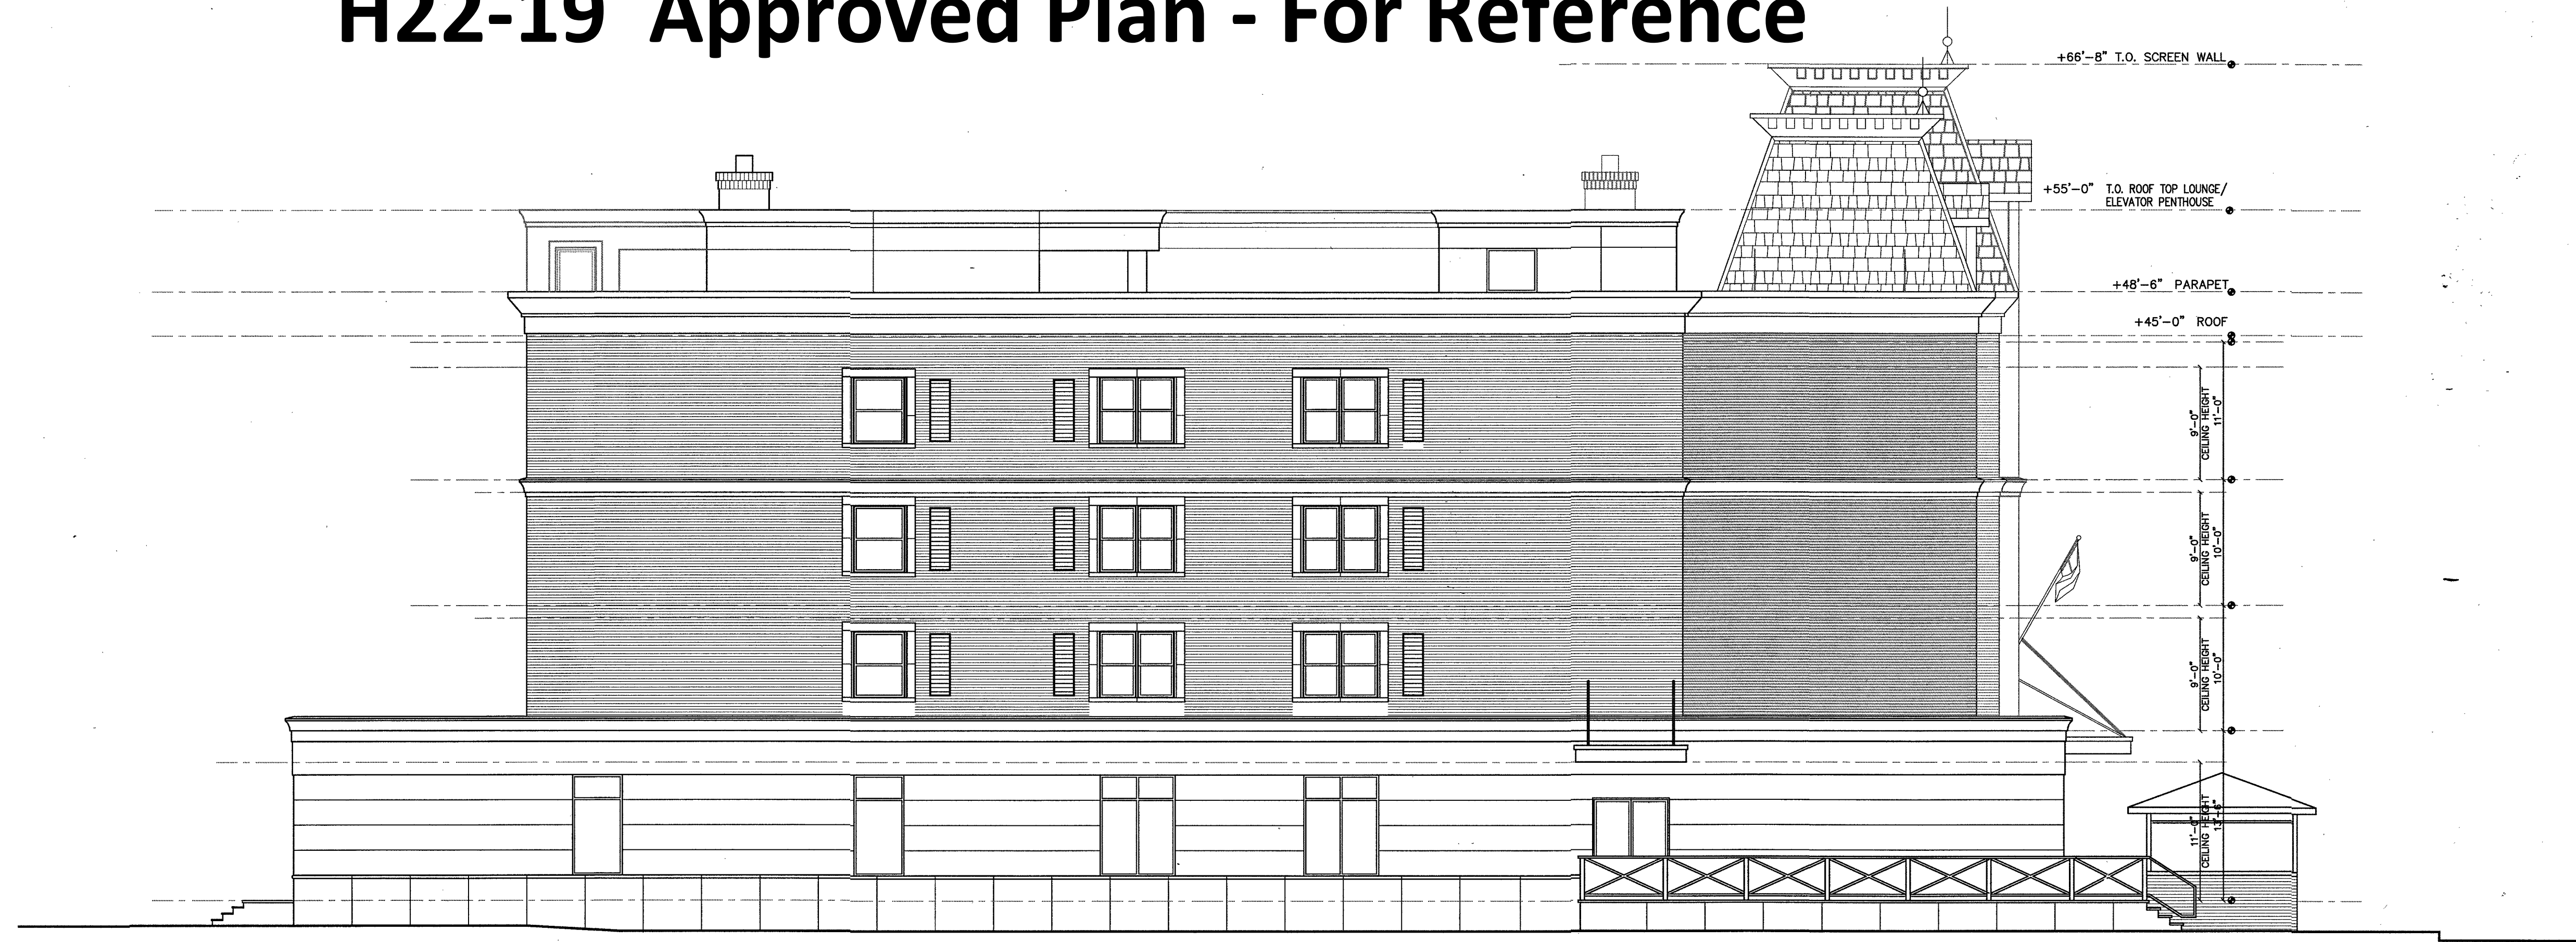 H22-19 Approved Plan - For Reference
+66'-8" T.O. SCREEN WALL
+55'-0" T.O. ROOF TOP LOUNGE/
ELEVATOR PENTHOUSE
+48'-6" PARAPET
+45'-0" ROOF
9'-0"
CEILING HEIGHT
11'-0"
9'-0"
CEILING HEIGHT
10'-0"
9'-0"
CEILING HEIGHT
10'-0"
11'-0"
CEILING HEIGHT
13'-6"